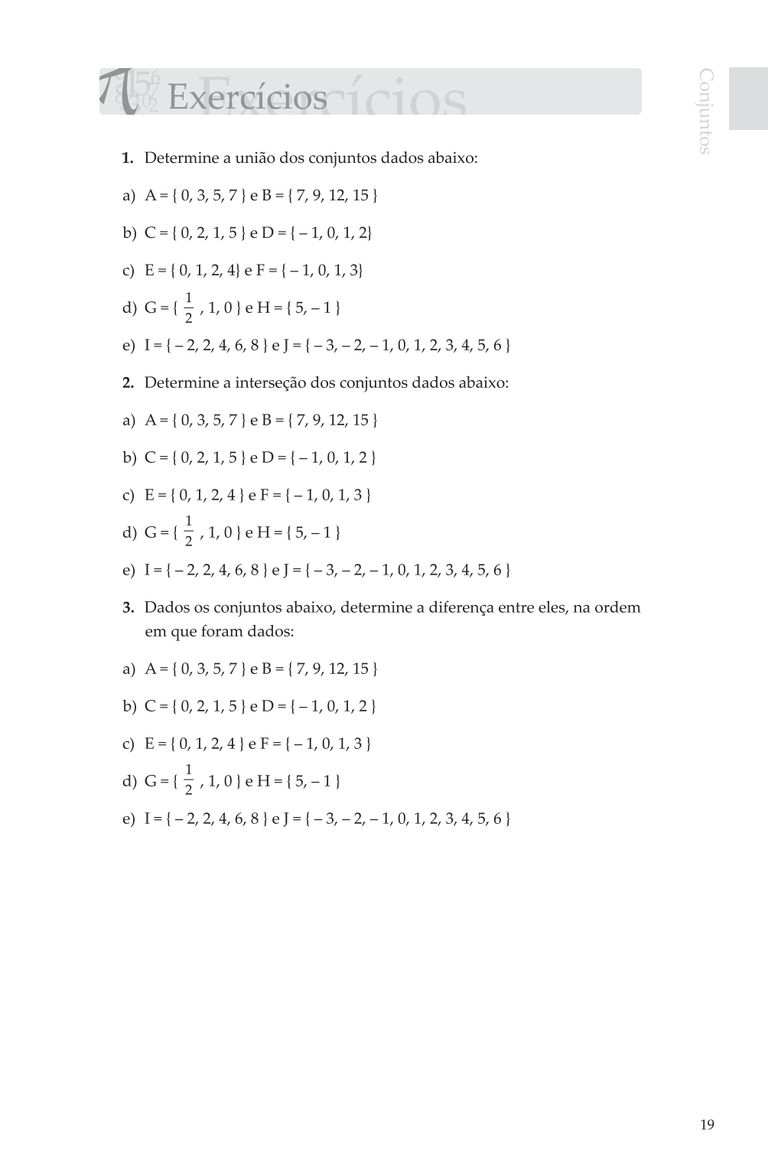 Exercícios
Conjuntos
1. Determine a união dos conjuntos dados abaixo:
a) A = { 0, 3, 5, 7 } e B = { 7, 9, 12, 15 }
b) C = { 0, 2, 1, 5 } e D = { – 1, 0, 1, 2}
c) E = { 0, 1, 2, 4} e F = { – 1, 0, 1, 3}
d) G = { 1/2 , 1, 0 } e H = { 5, – 1 }
e) I = { – 2, 2, 4, 6, 8 } e J = { – 3, – 2, – 1, 0, 1, 2, 3, 4, 5, 6 }
2. Determine a interseção dos conjuntos dados abaixo:
a) A = { 0, 3, 5, 7 } e B = { 7, 9, 12, 15 }
b) C = { 0, 2, 1, 5 } e D = { – 1, 0, 1, 2 }
c) E = { 0, 1, 2, 4 } e F = { – 1, 0, 1, 3 }
d) G = { 1/2 , 1, 0 } e H = { 5, – 1 }
e) I = { – 2, 2, 4, 6, 8 } e J = { – 3, – 2, – 1, 0, 1, 2, 3, 4, 5, 6 }
3. Dados os conjuntos abaixo, determine a diferença entre eles, na ordem
em que foram dados:
a) A = { 0, 3, 5, 7 } e B = { 7, 9, 12, 15 }
b) C = { 0, 2, 1, 5 } e D = { – 1, 0, 1, 2 }
c) E = { 0, 1, 2, 4 } e F = { – 1, 0, 1, 3 }
d) G = { 1/2 , 1, 0 } e H = { 5, – 1 }
e) I = { – 2, 2, 4, 6, 8 } e J = { – 3, – 2, – 1, 0, 1, 2, 3, 4, 5, 6 }
19